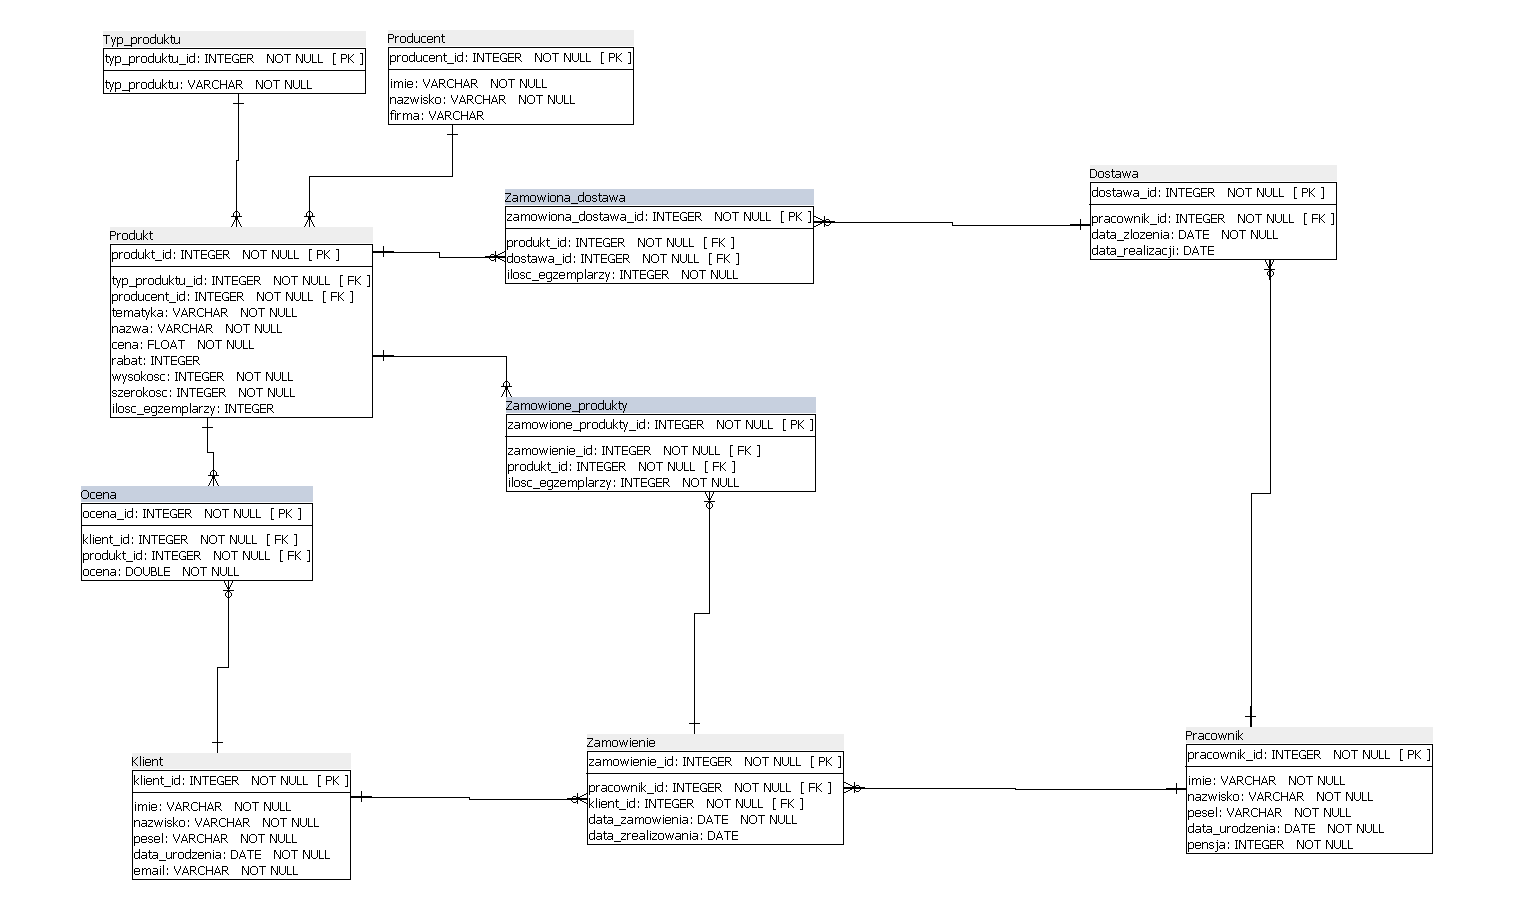 Typ_produktu
typ_produktu_id: INTEGER NOT NULL [ PK ]
typ_produktu: VARCHAR NOT NULL
Producent
producent_id: INTEGER NOT NULL [ PK ]
imie: VARCHAR NOT NULL
nazwisko: VARCHAR NOT NULL
firma: VARCHAR
Zamowiona_dostawa
zamowiona_dostawa_id: INTEGER NOT NULL [ PK ]
produkt_id: INTEGER NOT NULL [ FK ]
dostawa_id: INTEGER NOT NULL [ FK ]
ilosc_egzemplarzy: INTEGER NOT NULL
Dostawa
dostawa_id: INTEGER NOT NULL [ PK ]
pracownik_id: INTEGER NOT NULL [ FK ]
data_zlozenia: DATE NOT NULL
data_realizacji: DATE
Produkt
produkt_id: INTEGER NOT NULL [ PK ]
typ_produktu_id: INTEGER NOT NULL [ FK ]
producent_id: INTEGER NOT NULL [ FK ]
tematyka: VARCHAR NOT NULL
nazwa: VARCHAR NOT NULL
cena: FLOAT NOT NULL
rabat: INTEGER
wysokosc: INTEGER NOT NULL
szerokosc: INTEGER NOT NULL
ilosc_egzemplarzy: INTEGER
Zamowione_produkty
zamowione_produkty_id: INTEGER NOT NULL [ PK ]
zamowienie_id: INTEGER NOT NULL [ FK ]
produkt_id: INTEGER NOT NULL [ FK ]
ilosc_egzemplarzy: INTEGER NOT NULL
Ocena
ocena_id: INTEGER NOT NULL [ PK ]
klient_id: INTEGER NOT NULL [ FK ]
produkt_id: INTEGER NOT NULL [ FK ]
ocena: DOUBLE NOT NULL
Klient
klient_id: INTEGER NOT NULL [ PK ]
imie: VARCHAR NOT NULL
nazwisko: VARCHAR NOT NULL
pesel: VARCHAR NOT NULL
data_urodzenia: DATE NOT NULL
email: VARCHAR NOT NULL
Zamowienie
zamowienie_id: INTEGER NOT NULL [ PK ]
pracownik_id: INTEGER NOT NULL [ FK ]
klient_id: INTEGER NOT NULL [ FK ]
data_zamowienia: DATE NOT NULL
data_zrealizowania: DATE
Pracownik
pracownik_id: INTEGER NOT NULL [ PK ]
imie: VARCHAR NOT NULL
nazwisko: VARCHAR NOT NULL
pesel: VARCHAR NOT NULL
data_urodzenia: DATE NOT NULL
pensja: INTEGER NOT NULL